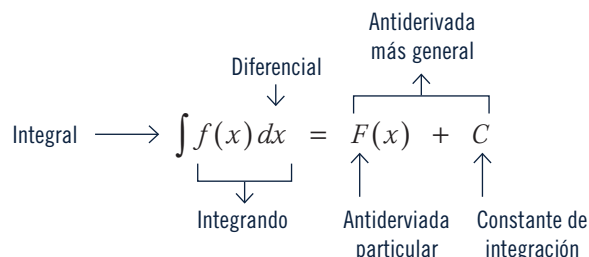 Antiderivada
más general
Diferencial
Integral
∫ f(x) dx = F(x) + C
Integrando
Antiderviada
particular
Constante de
integración